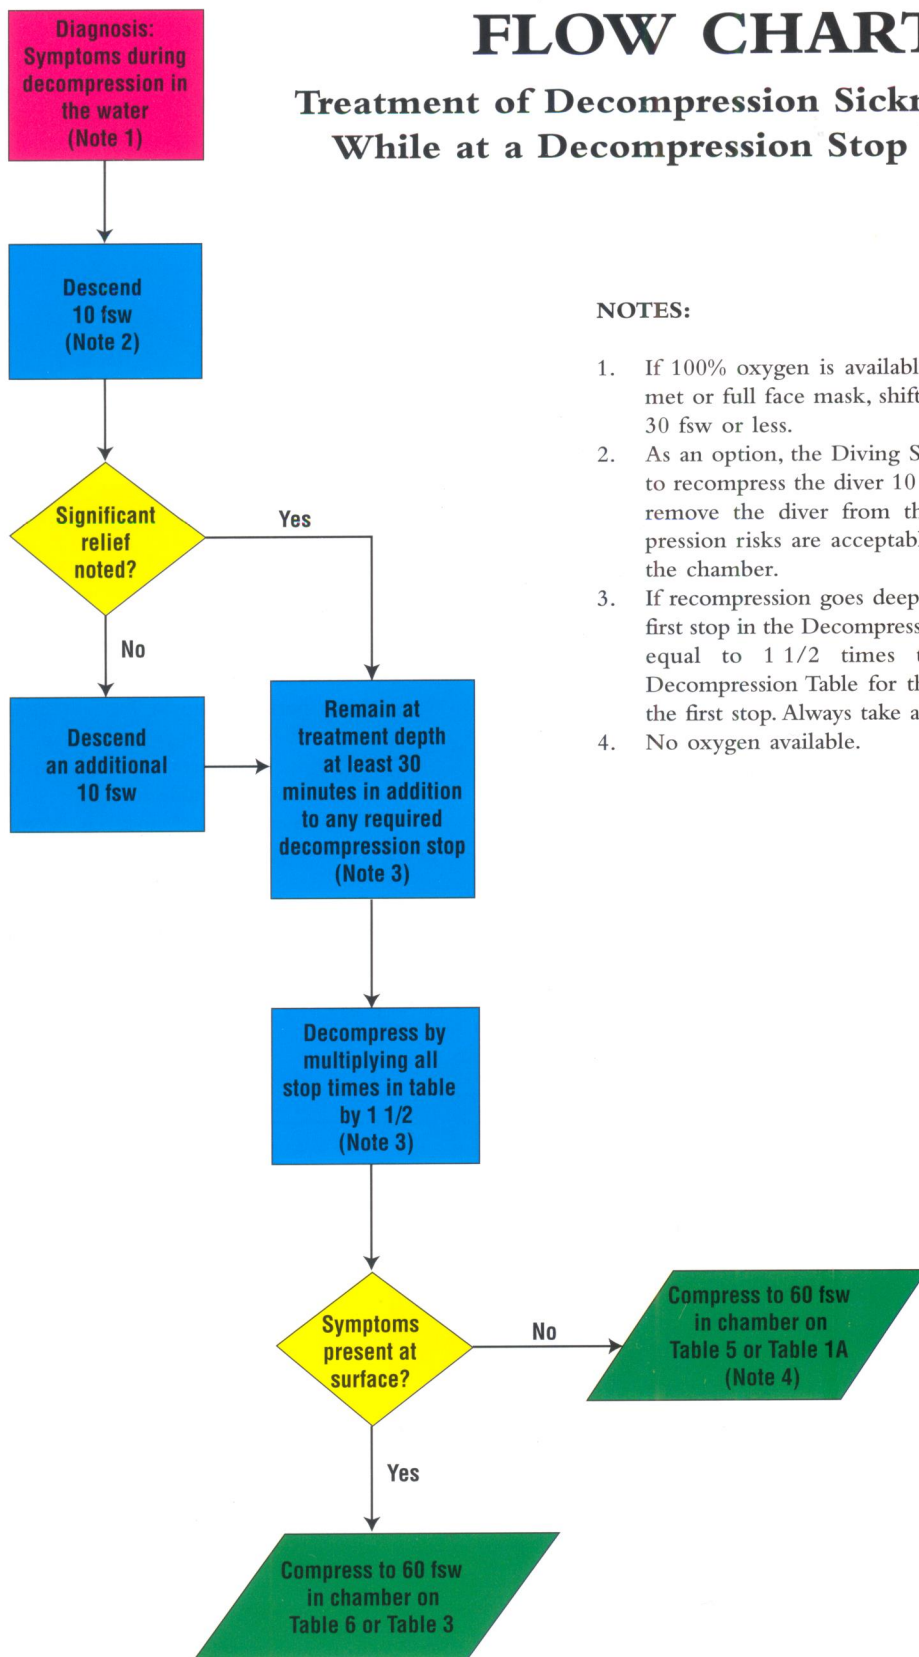 FLOW CHART
Treatment of Decompression
While at a Decompression Stop
Diagnosis:
Symptoms during
decompression in
the water
(Note 1)
Descend
10 fsw
(Note 2)
Significant
relief
noted?
Yes
No
Descend
an additional
10 fsw
Remain at
treatment depth
at least 30
minutes in addition
to any required
decompression stop
(Note 3)
Decompress by
multiplying all
stop times in table
by 1 1/2
(Note 3)
Symptoms
present at
surface?
No
Compress to 60 fsw
in chamber on
Table 5 or Table 1A
(Note 4)
Yes
Compress to 60 fsw
in chamber on
Table 6 or Table 3
NOTES:
1. If 100% oxygen is availabl
met or full face mask, shift
30 fsw or less.
2. As an option, the Diving S
to recompress the diver 10
remove the diver from th
pression risks are acceptabl
the chamber.
3. If recompression goes deep
first stop in the Decompress
equal to 1 1/2 times t
Decompression Table for th
the first stop. Always take a
4. No oxygen available.